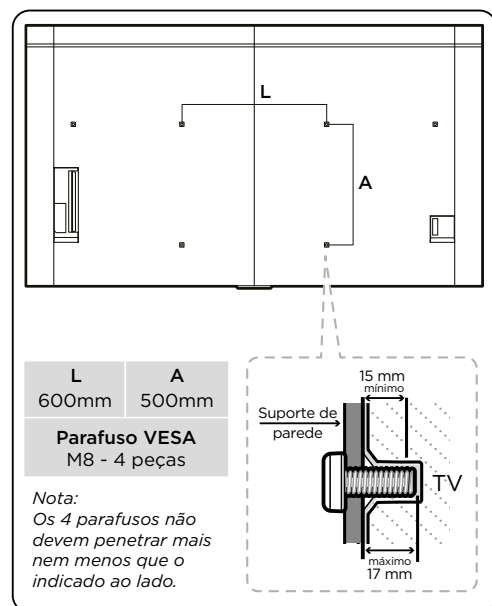 L
A
L
A
600mm
500mm
Parafuso VESA
M8 - 4 peças
Nota:
Os 4 parafusos não
devem penetrar mais
nem menos que o
indicado ao lado.
15 mm
mínimo
Suporte de
parede
TV
máximo
17 mm